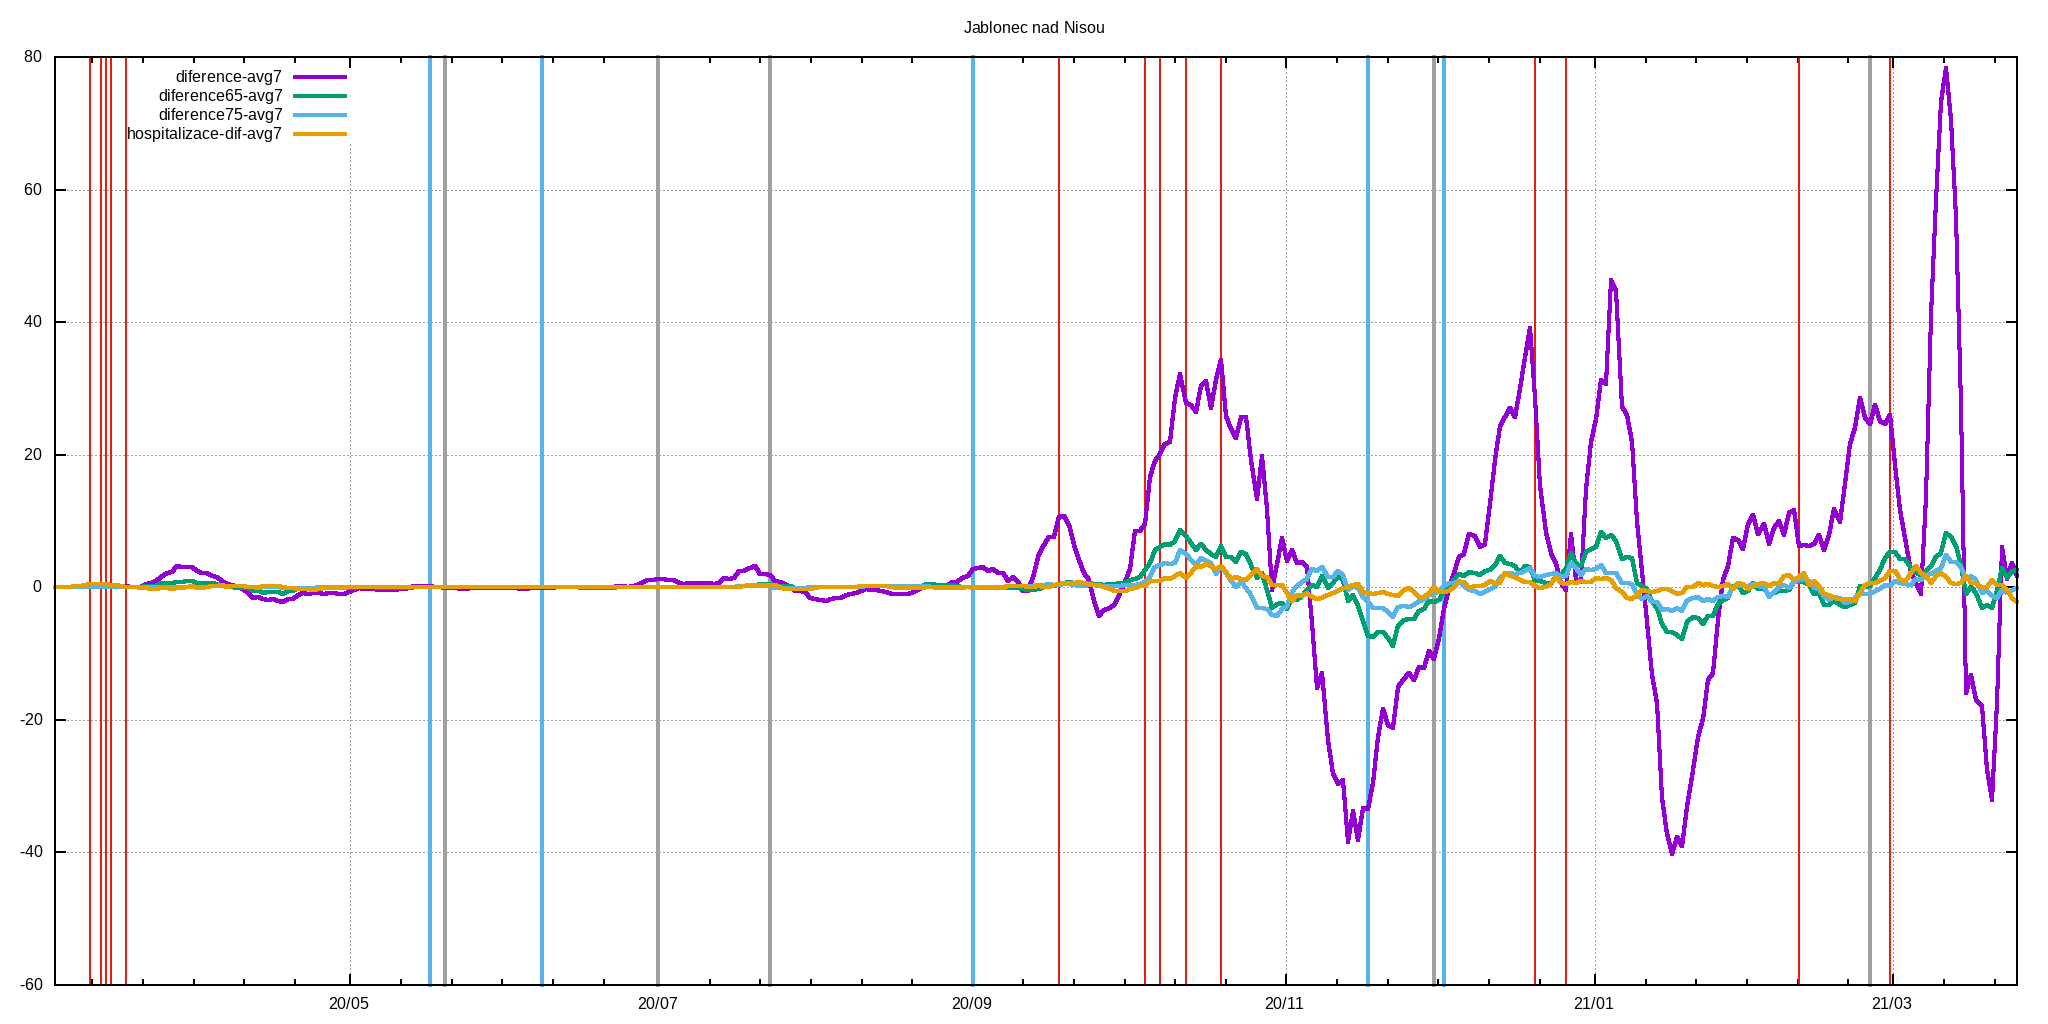 Jablonec nad Nisou
80
60
40
20
0
-20
-40
-60
diference-avg7
diference65-avg7
diference75-avg7
hospitalizace-dif-avg7
20/05
20/07
20/09
20/11
21/01
21/03